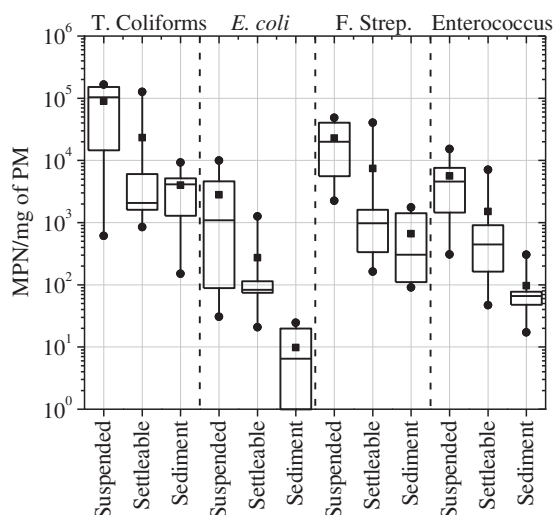 T. Coliforms E. coli F. Strep. Enterococcus
MPN/mg of PM
10^6
10^5
10^4
10^3
10^2
10^1
10^0
Suspended
Settleable
Sediment
Suspended
Settleable
Sediment
Suspended
Settleable
Sediment
Suspended
Settleable
Sediment